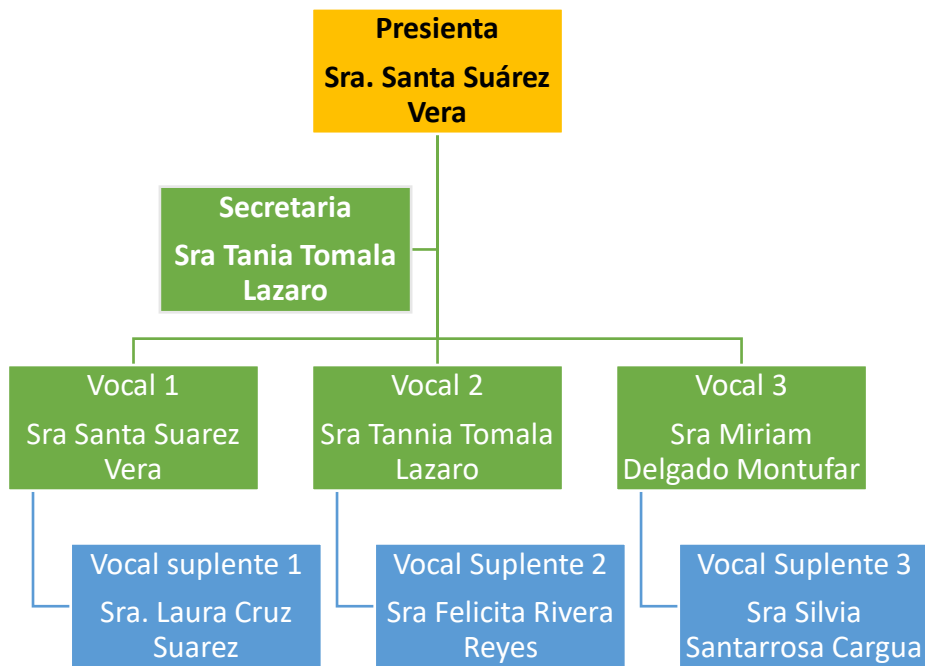 Presienta
Sra. Santa Suárez
Vera
Secretaria
Sra Tania Tomala
Lazaro
Vocal 1
Sra Santa Suarez
Vera
Vocal 2
Sra Tannia Tomala
Lazaro
Vocal 3
Sra Miriam
Delgado Montufar
Vocal suplente 1
Sra. Laura Cruz
Suarez
Vocal Suplente 2
Sra Felicita Rivera
Reyes
Vocal Suplente 3
Sra Silvia
Santarrosa Cargua